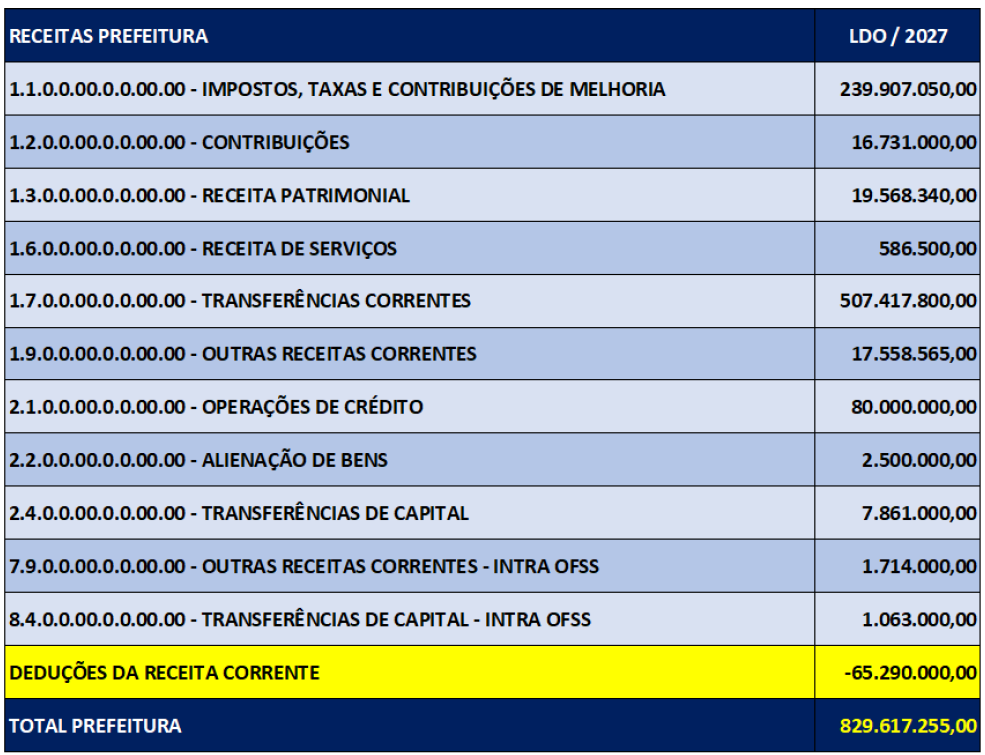 RECEITAS PREFEITURA LDO / 2027
1.1.0.0.00.0.0.00.00 - IMPOSTOS, TAXAS E CONTRIBUIÇÕES DE MELHORIA 239.907.050,00
1.2.0.0.00.0.0.00.00 - CONTRIBUIÇÕES 16.731.000,00
1.3.0.0.00.0.0.00.00 - RECEITA PATRIMONIAL 19.568.340,00
1.6.0.0.00.0.0.00.00 - RECEITA DE SERVIÇOS 586.500,00
1.7.0.0.00.0.0.00.00 - TRANSFERÊNCIAS CORRENTES 507.417.800,00
1.9.0.0.00.0.0.00.00 - OUTRAS RECEITAS CORRENTES 17.558.565,00
2.1.0.0.00.0.0.00.00 - OPERAÇÕES DE CRÉDITO 80.000.000,00
2.2.0.0.00.0.0.00.00 - ALIENAÇÃO DE BENS 2.500.000,00
2.4.0.0.00.0.0.00.00 - TRANSFERÊNCIAS DE CAPITAL 7.861.000,00
7.9.0.0.00.0.0.00.00 - OUTRAS RECEITAS CORRENTES - INTRA OFSS 1.714.000,00
8.4.0.0.00.0.0.00.00 - TRANSFERÊNCIAS DE CAPITAL - INTRA OFSS 1.063.000,00
DEDUÇÕES DA RECEITA CORRENTE -65.290.000,00
TOTAL PREFEITURA 829.617.255,00